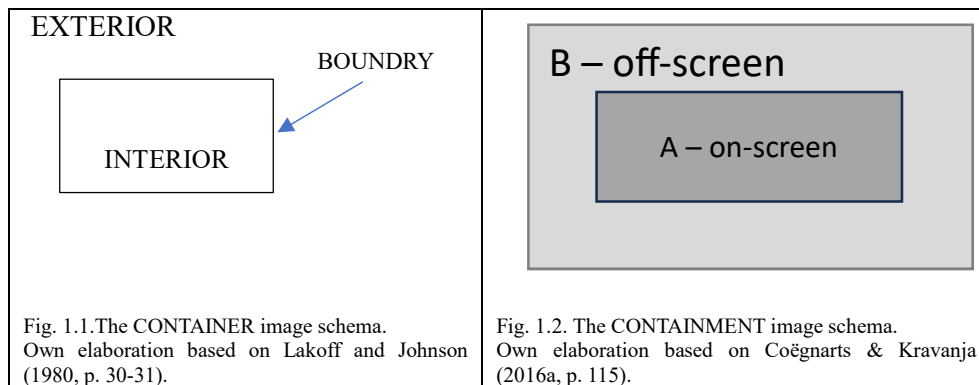 EXTERIOR
BOUNDRY
INTERIOR
Fig. 1.1.The CONTAINER image schema.
Own elaboration based on Lakoff and Johnson
(1980, p. 30-31).
B – off-screen
A – on-screen
Fig. 1.2. The CONTAINMENT image schema.
Own elaboration based on Coëgnarts & Kravanja
(2016a, p. 115).